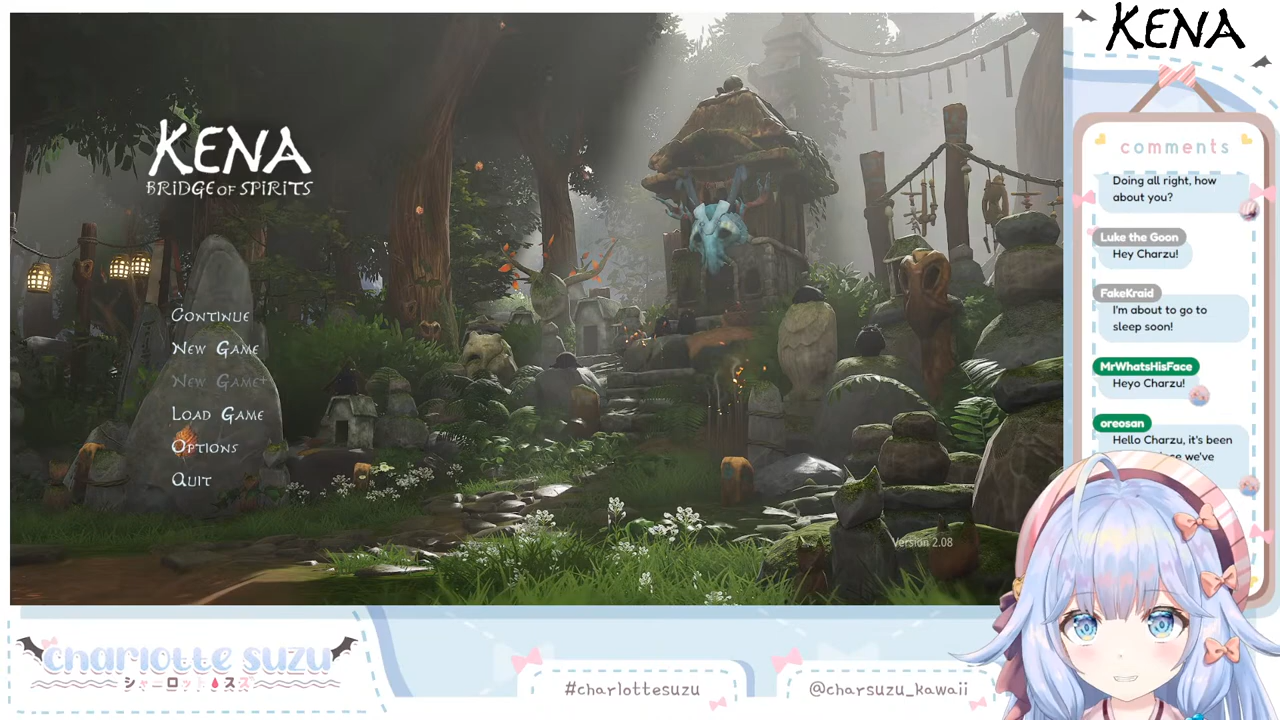 KENA
BRIDGE OF SPIRITS
CONTINUE
NEW GAME
NEW GAME+
LOAD GAME
OPTIONS
QUIT
Version 2.08
KENA
comments
Doing all right, how
about you?
Luke the Goon
Hey Charzu!
FakeKraid
I'm about to go to
sleep soon!
MrWhatsHisFace
Heyo Charzu!
oreosan
Hello Charzu, it's been
we've
charlotte suzu
シャーロット スズ
#charlottesuzu
@charsuzu_kawaii